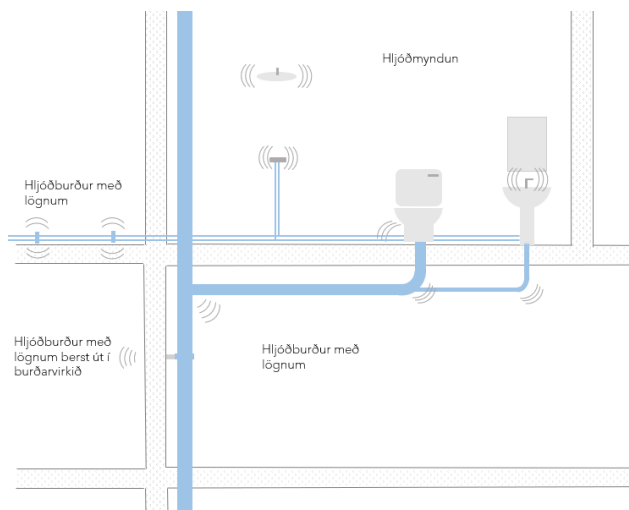 Hljóðmyndun
Hljóðburður með
lögnum
Hljóðburður með
lögnum berst út í
burðarvirkið
Hljóðburður með
lögnum